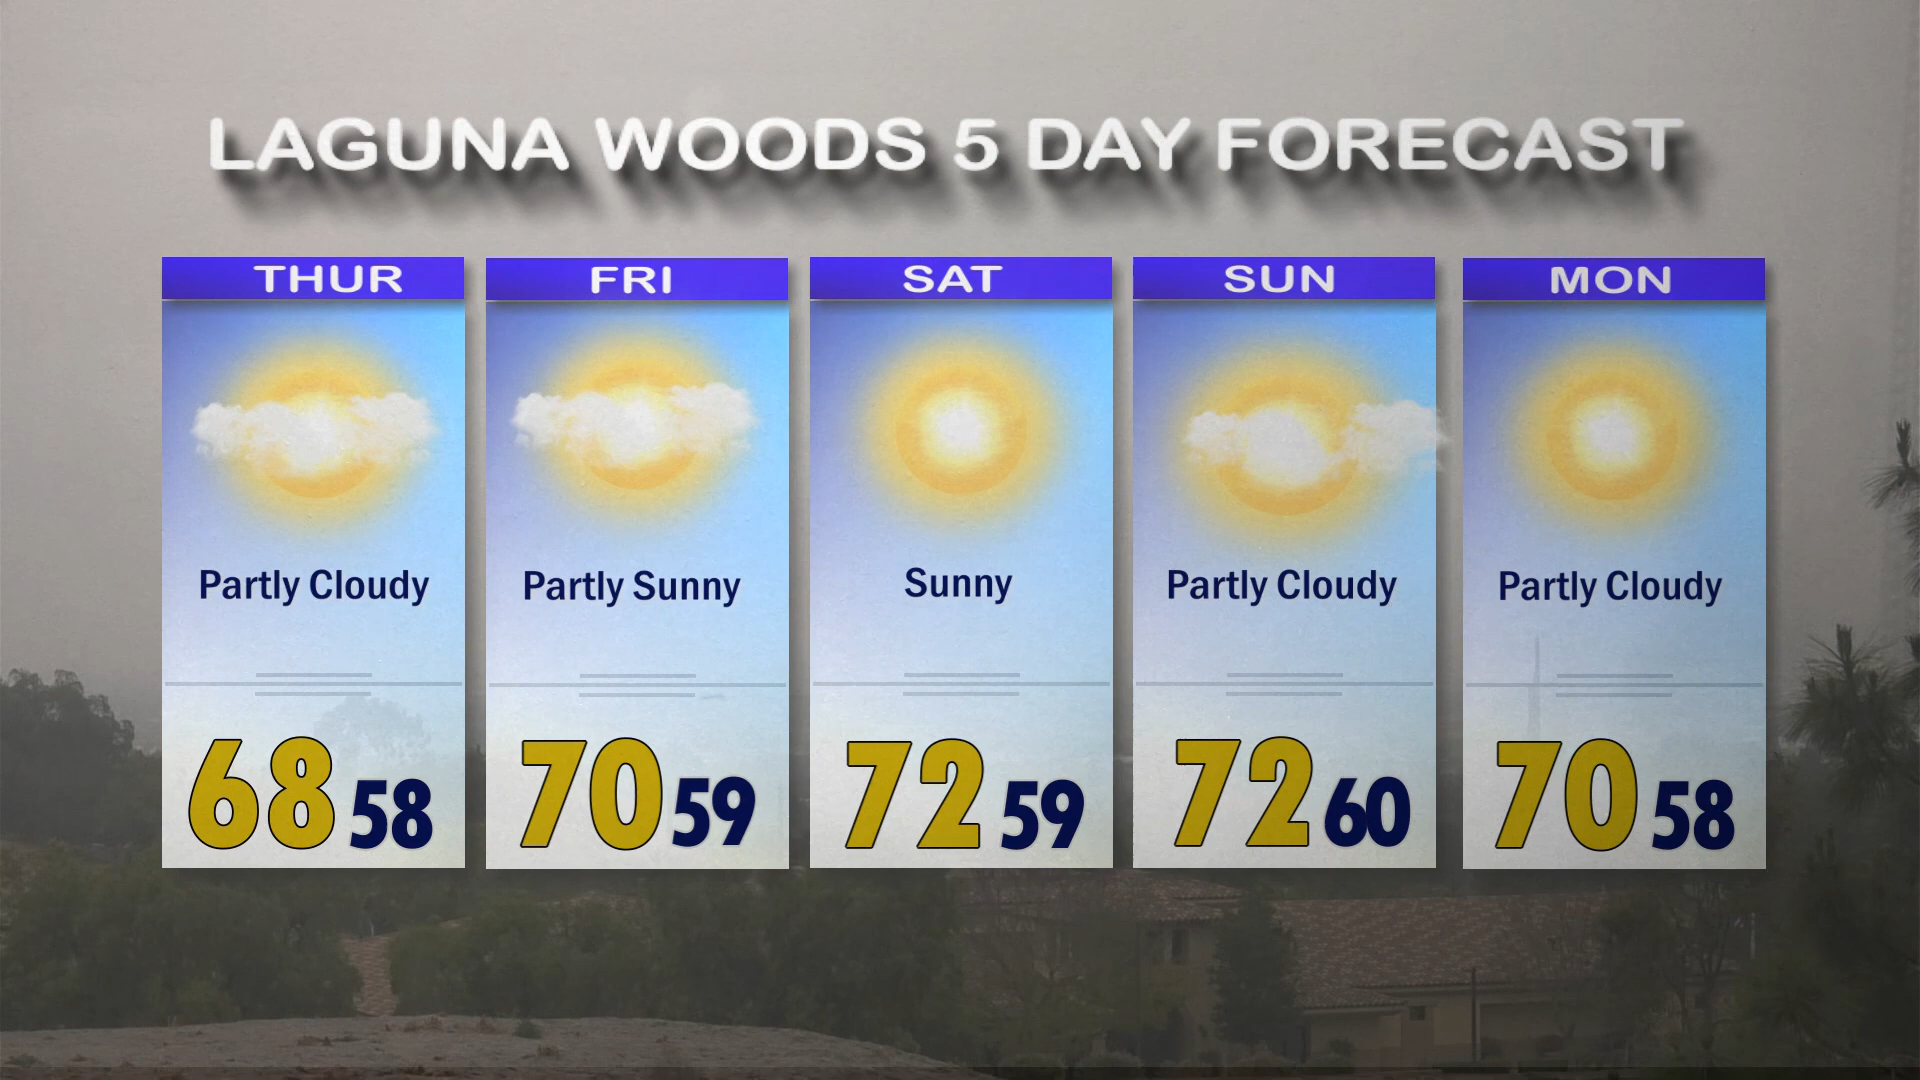 LAGUNA WOODS 5 DAY FORECAST
THUR
Partly Cloudy
68 58
FRI
Partly Sunny
70 59
SAT
Sunny
72 59
SUN
Partly Cloudy
72 60
MON
Partly Cloudy
70 58